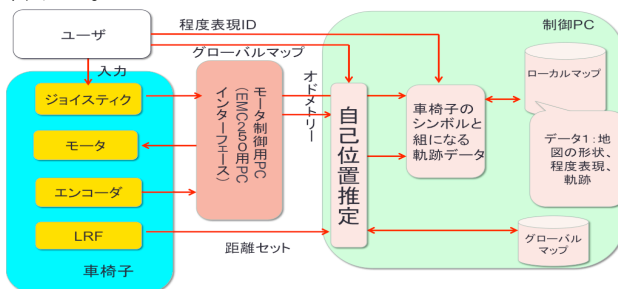 程度表現ID
制御PC
ユーザ
グローバルマップ
入力
ローカルマップ
ジョイスティク
モータ
エンコーダ
LRF
車椅子
モータ制御用PC
(EMC250用PC
インターフェース)
オドメトリー
自己位置推定
車椅子の
シンボルと
組になる
軌跡データ
データ1:地
図の形状、
程度表現、
軌跡
グローバル
マップ
距離セット